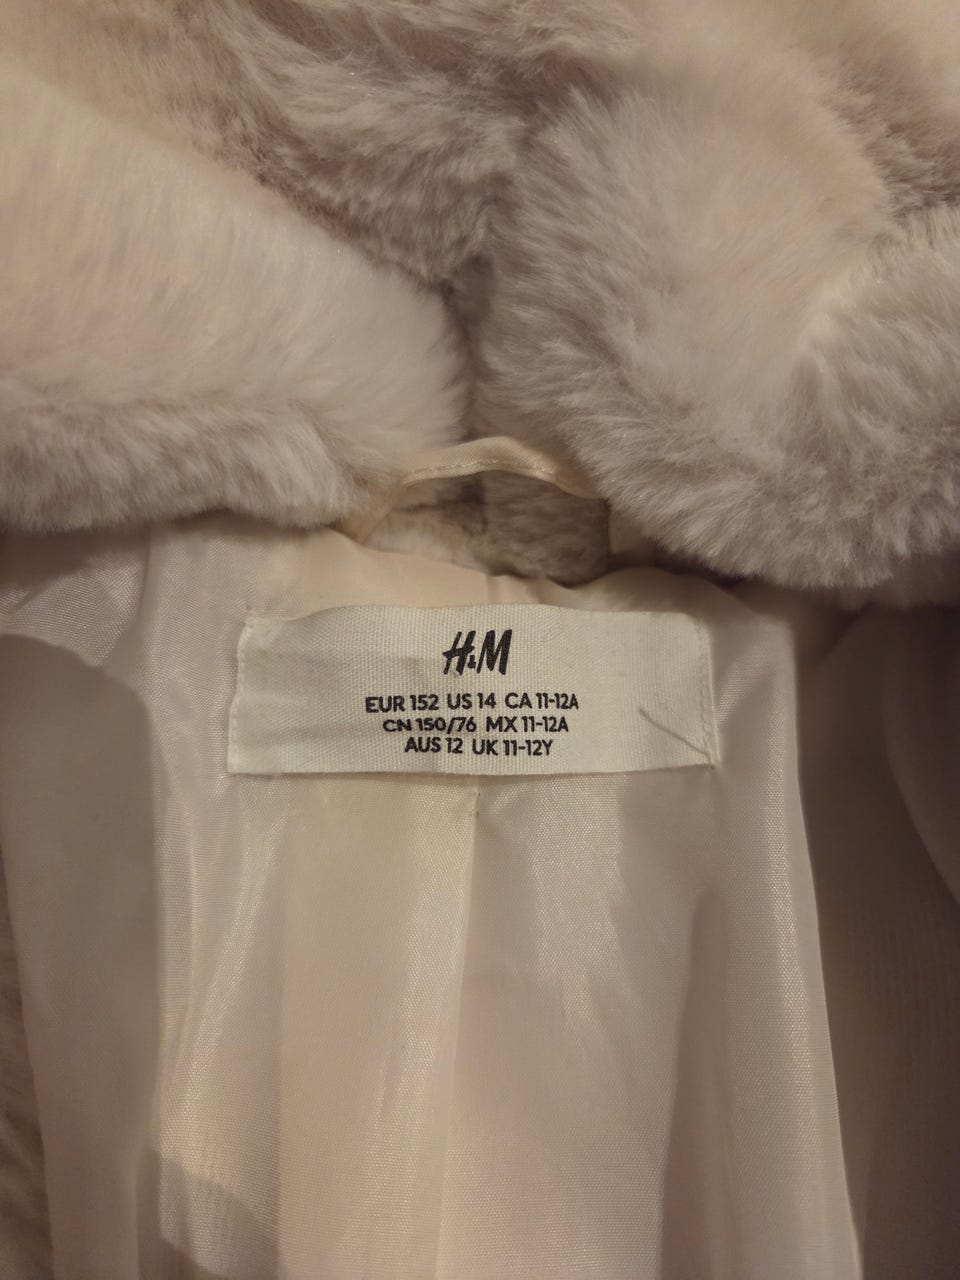 H&M
EUR 152 US 14 CA 11-12A
CN 150/76 MX 11-12A
AUS 12 UK 11-12Y